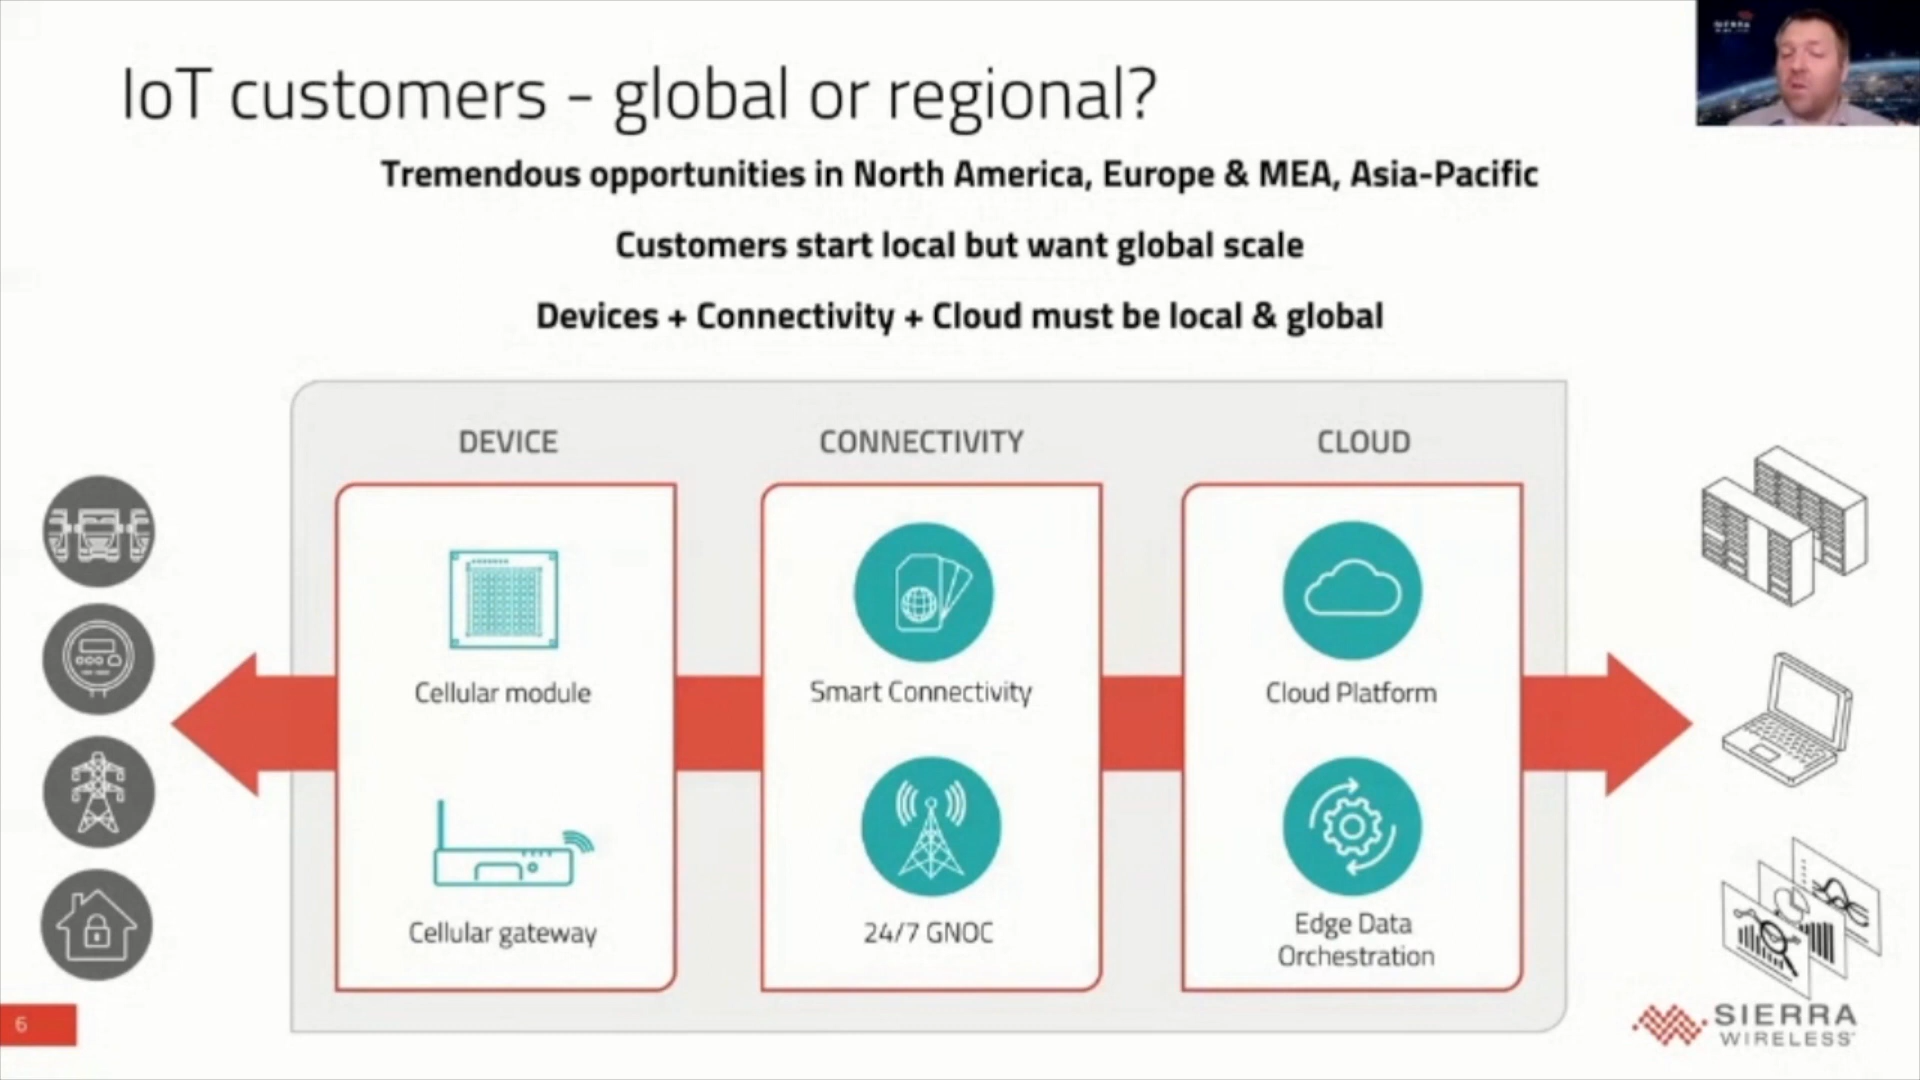 IoT customers - global or regional?
SIERRA
Tremendous opportunities in North America, Europe & MEA, Asia-Pacific
Customers start local but want global scale
Devices + Connectivity + Cloud must be local & global
DEVICE
CONNECTIVITY
CLOUD
Cellular module
Smart Connectivity
Cloud Platform
Cellular gateway
24/7 GNOC
Edge Data
Orchestration
6
SIERRA
WIRELESS